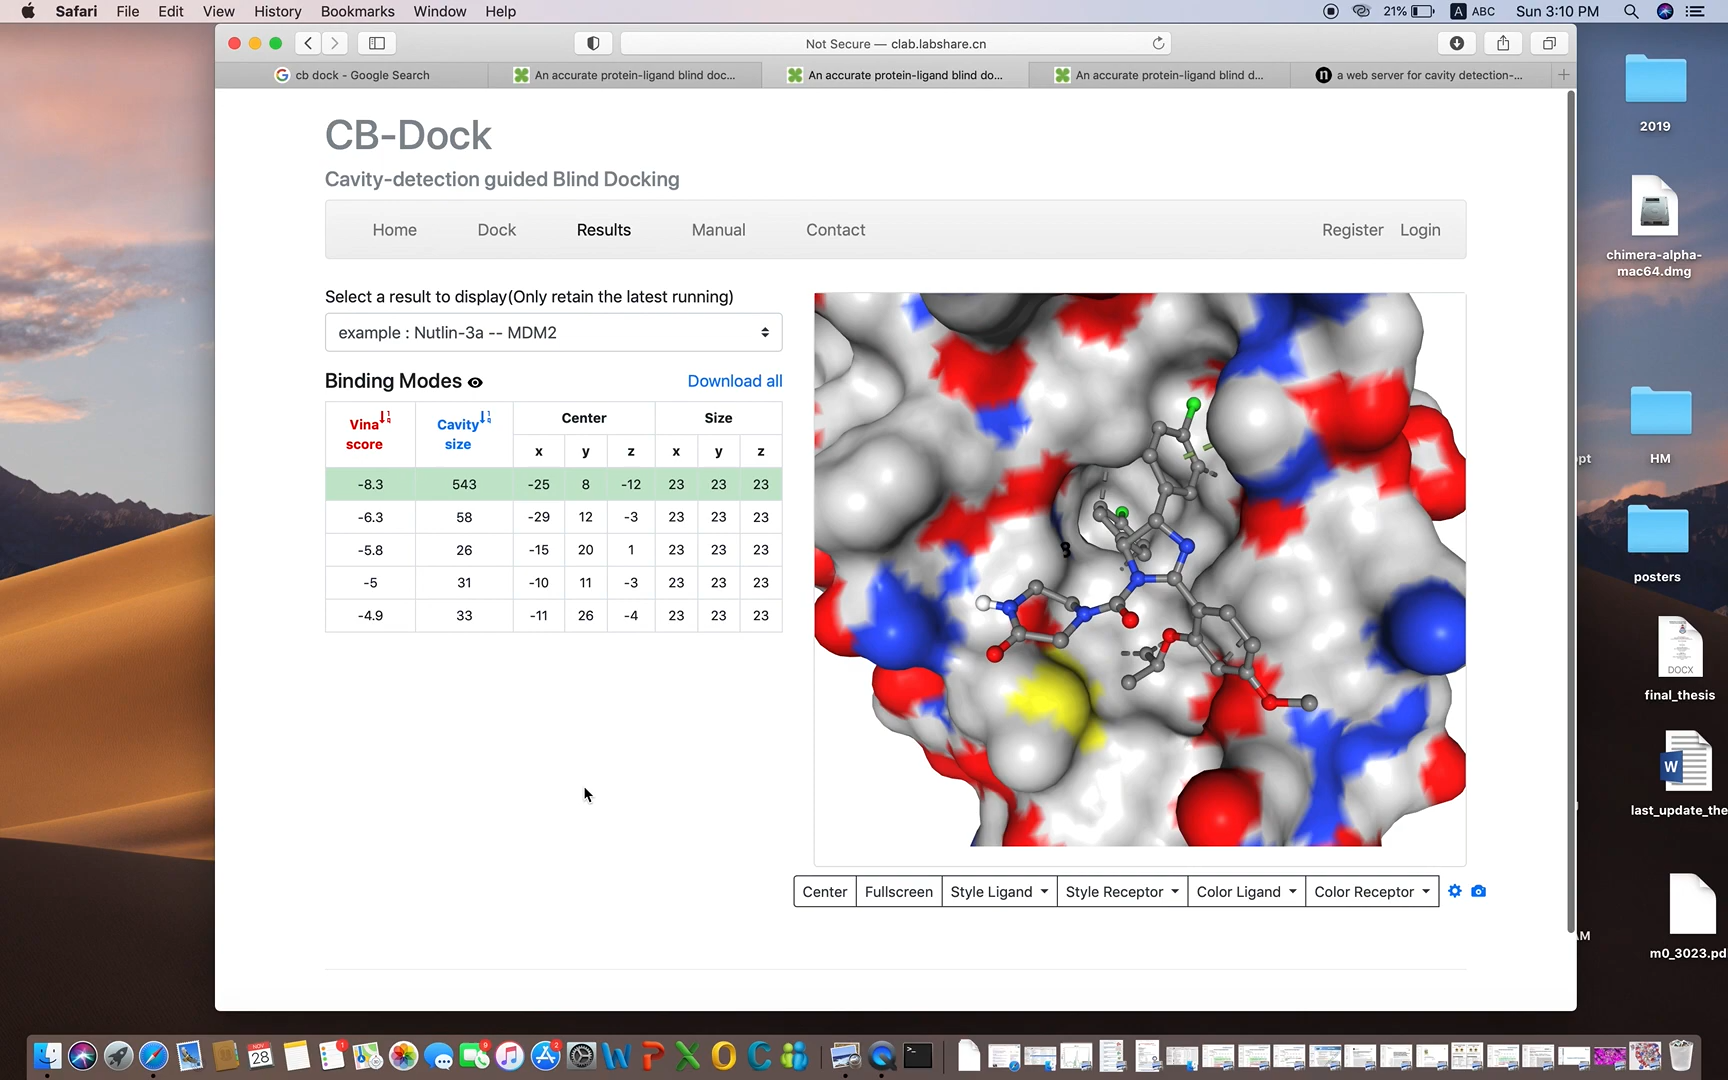 Safari File Edit View History Bookmarks Window Help
21% A ABC Sun 3:10 PM
Not Secure — clab.labshare.cn
cb dock - Google Search
An accurate protein-ligand blind doc...
An accurate protein-ligand blind do...
An accurate protein-ligand blind d...
a web server for cavity detection-...
CB-Dock
Cavity-detection guided Blind Docking
Home Dock Results Manual Contact Register Login
Select a result to display(Only retain the latest running)
example : Nutlin-3a -- MDM2
Binding Modes Download all
Vina score Cavity size Center Size
x y z x y z
-8.3 543 -25 8 -12 23 23 23
-6.3 58 -29 12 -3 23 23 23
-5.8 26 -15 20 1 23 23 23
-5 31 -10 11 -3 23 23 23
-4.9 33 -11 26 -4 23 23 23
Center Fullscreen Style Ligand Style Receptor Color Ligand Color Receptor
2019
chimera-alpha-
mac64.dmg
HM
posters
DOCX
final_thesis
W
last_update_the
AM
m0_3023.pd
NOV
28
1
9
2